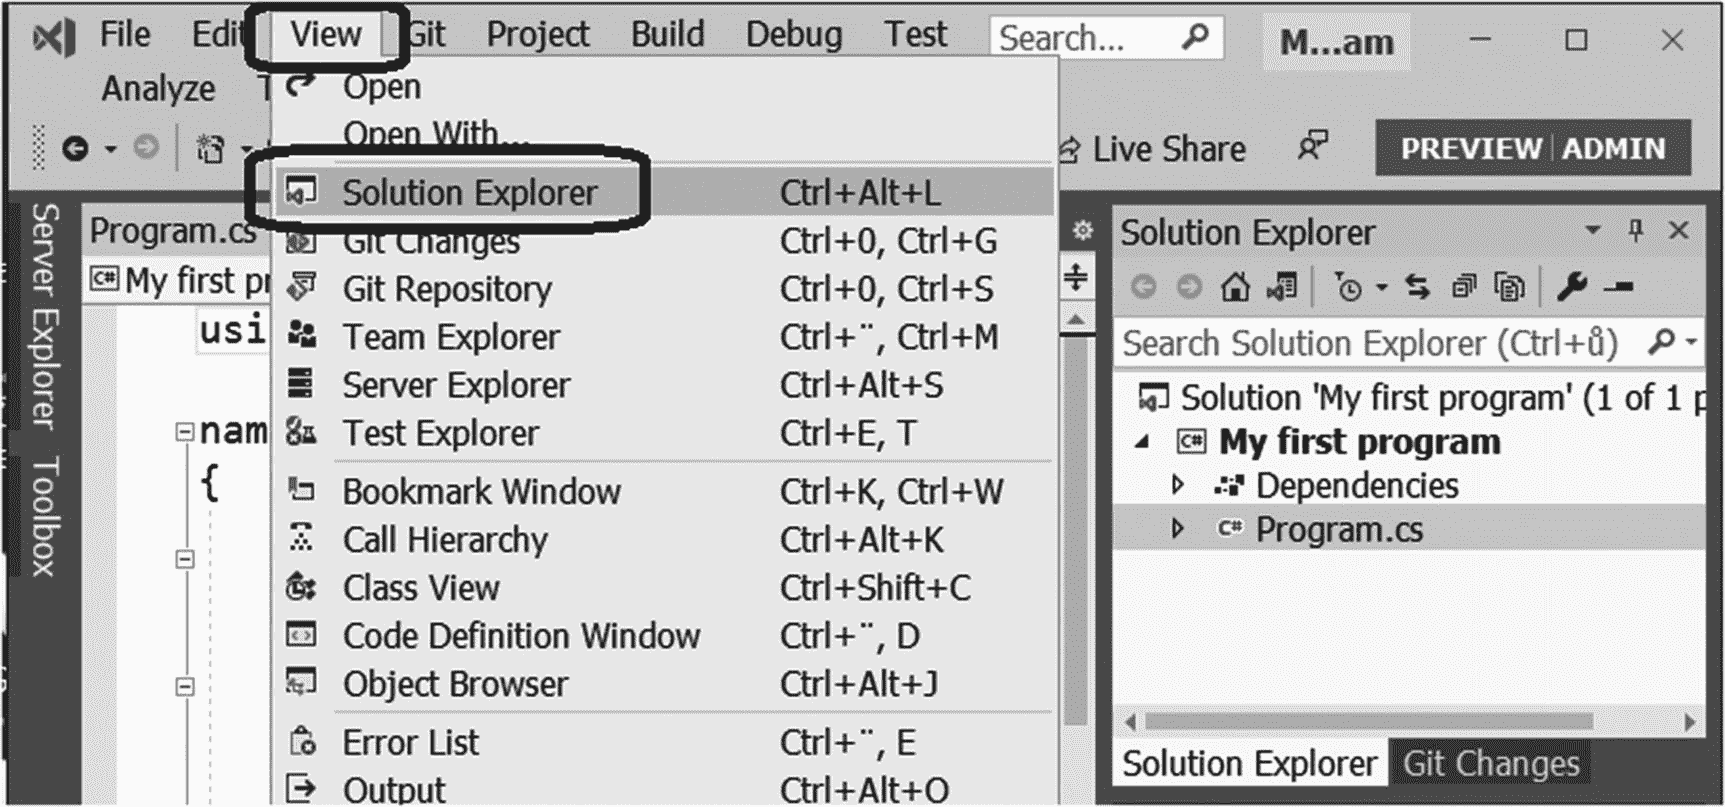 File Edit View Git Project Build Debug Test Search... M...am
Analyze
Open
Open With...
Live Share PREVIEW ADMIN
Solution Explorer Ctrl+Alt+L
Git Changes Ctrl+0, Ctrl+G
Git Repository Ctrl+0, Ctrl+S
Team Explorer Ctrl+¨, Ctrl+M
Server Explorer Ctrl+Alt+S
Test Explorer Ctrl+E, T
Bookmark Window Ctrl+K, Ctrl+W
Call Hierarchy Ctrl+Alt+K
Class View Ctrl+Shift+C
Code Definition Window Ctrl+¨, D
Object Browser Ctrl+Alt+J
Error List Ctrl+¨, E
Output Ctrl+Alt+O
Server Explorer
Toolbox
Program.cs
C# My first pr
usi
nam
{
Solution Explorer
Search Solution Explorer (Ctrl+ů)
Solution 'My first program' (1 of 1 p
C# My first program
Dependencies
C# Program.cs
Solution Explorer Git Changes